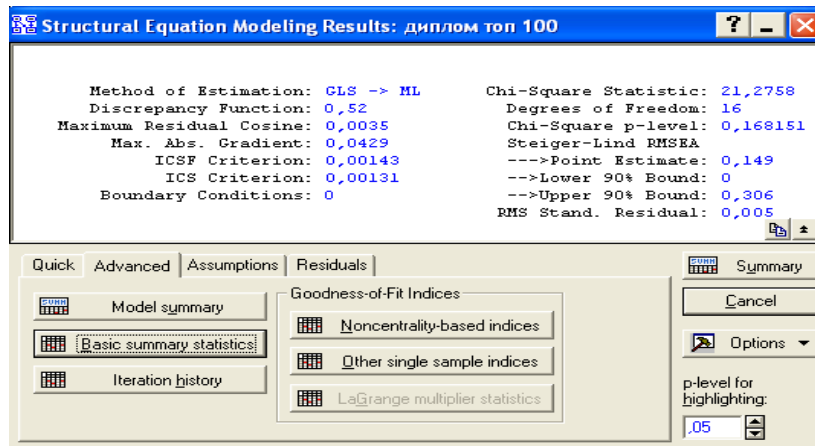 Structural Equation Modeling Results: диплом топ 100
Method of Estimation: GLS -> ML
Discrepancy Function: 0,52
Maximum Residual Cosine: 0,0035
Max. Abs. Gradient: 0,0429
ICSF Criterion: 0,00143
ICS Criterion: 0,00131
Boundary Conditions: 0
Chi-Square Statistic: 21,2758
Degrees of Freedom: 16
Chi-Square p-level: 0,168151
Steiger-Lind RMSEA
--->Point Estimate: 0,149
-->Lower 90% Bound: 0
-->Upper 90% Bound: 0,306
RMS Stand. Residual: 0,005
Quick Advanced Assumptions Residuals
Model summary
Basic summary statistics
Iteration history
Goodness-of-Fit Indices
Noncentrality-based indices
Other single sample indices
LaGrange multiplier statistics
Summary
Cancel
Options
p-level for
highlighting:
,05